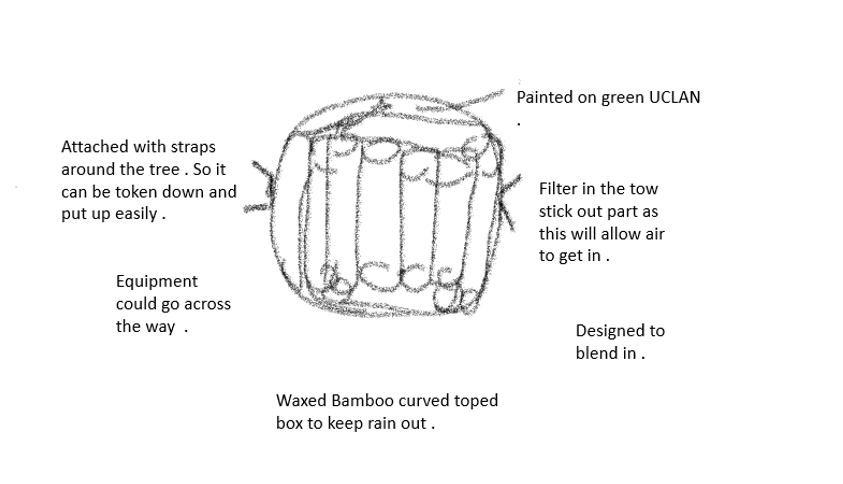 Painted on green UCLAN
.
Attached with straps
around the tree . So it
can be token down and
put up easily .
Filter in the tow
stick out part as
this will allow air
to get in .
Equipment
could go across
the way .
Designed to
blend in .
Waxed Bamboo curved toped
box to keep rain out .